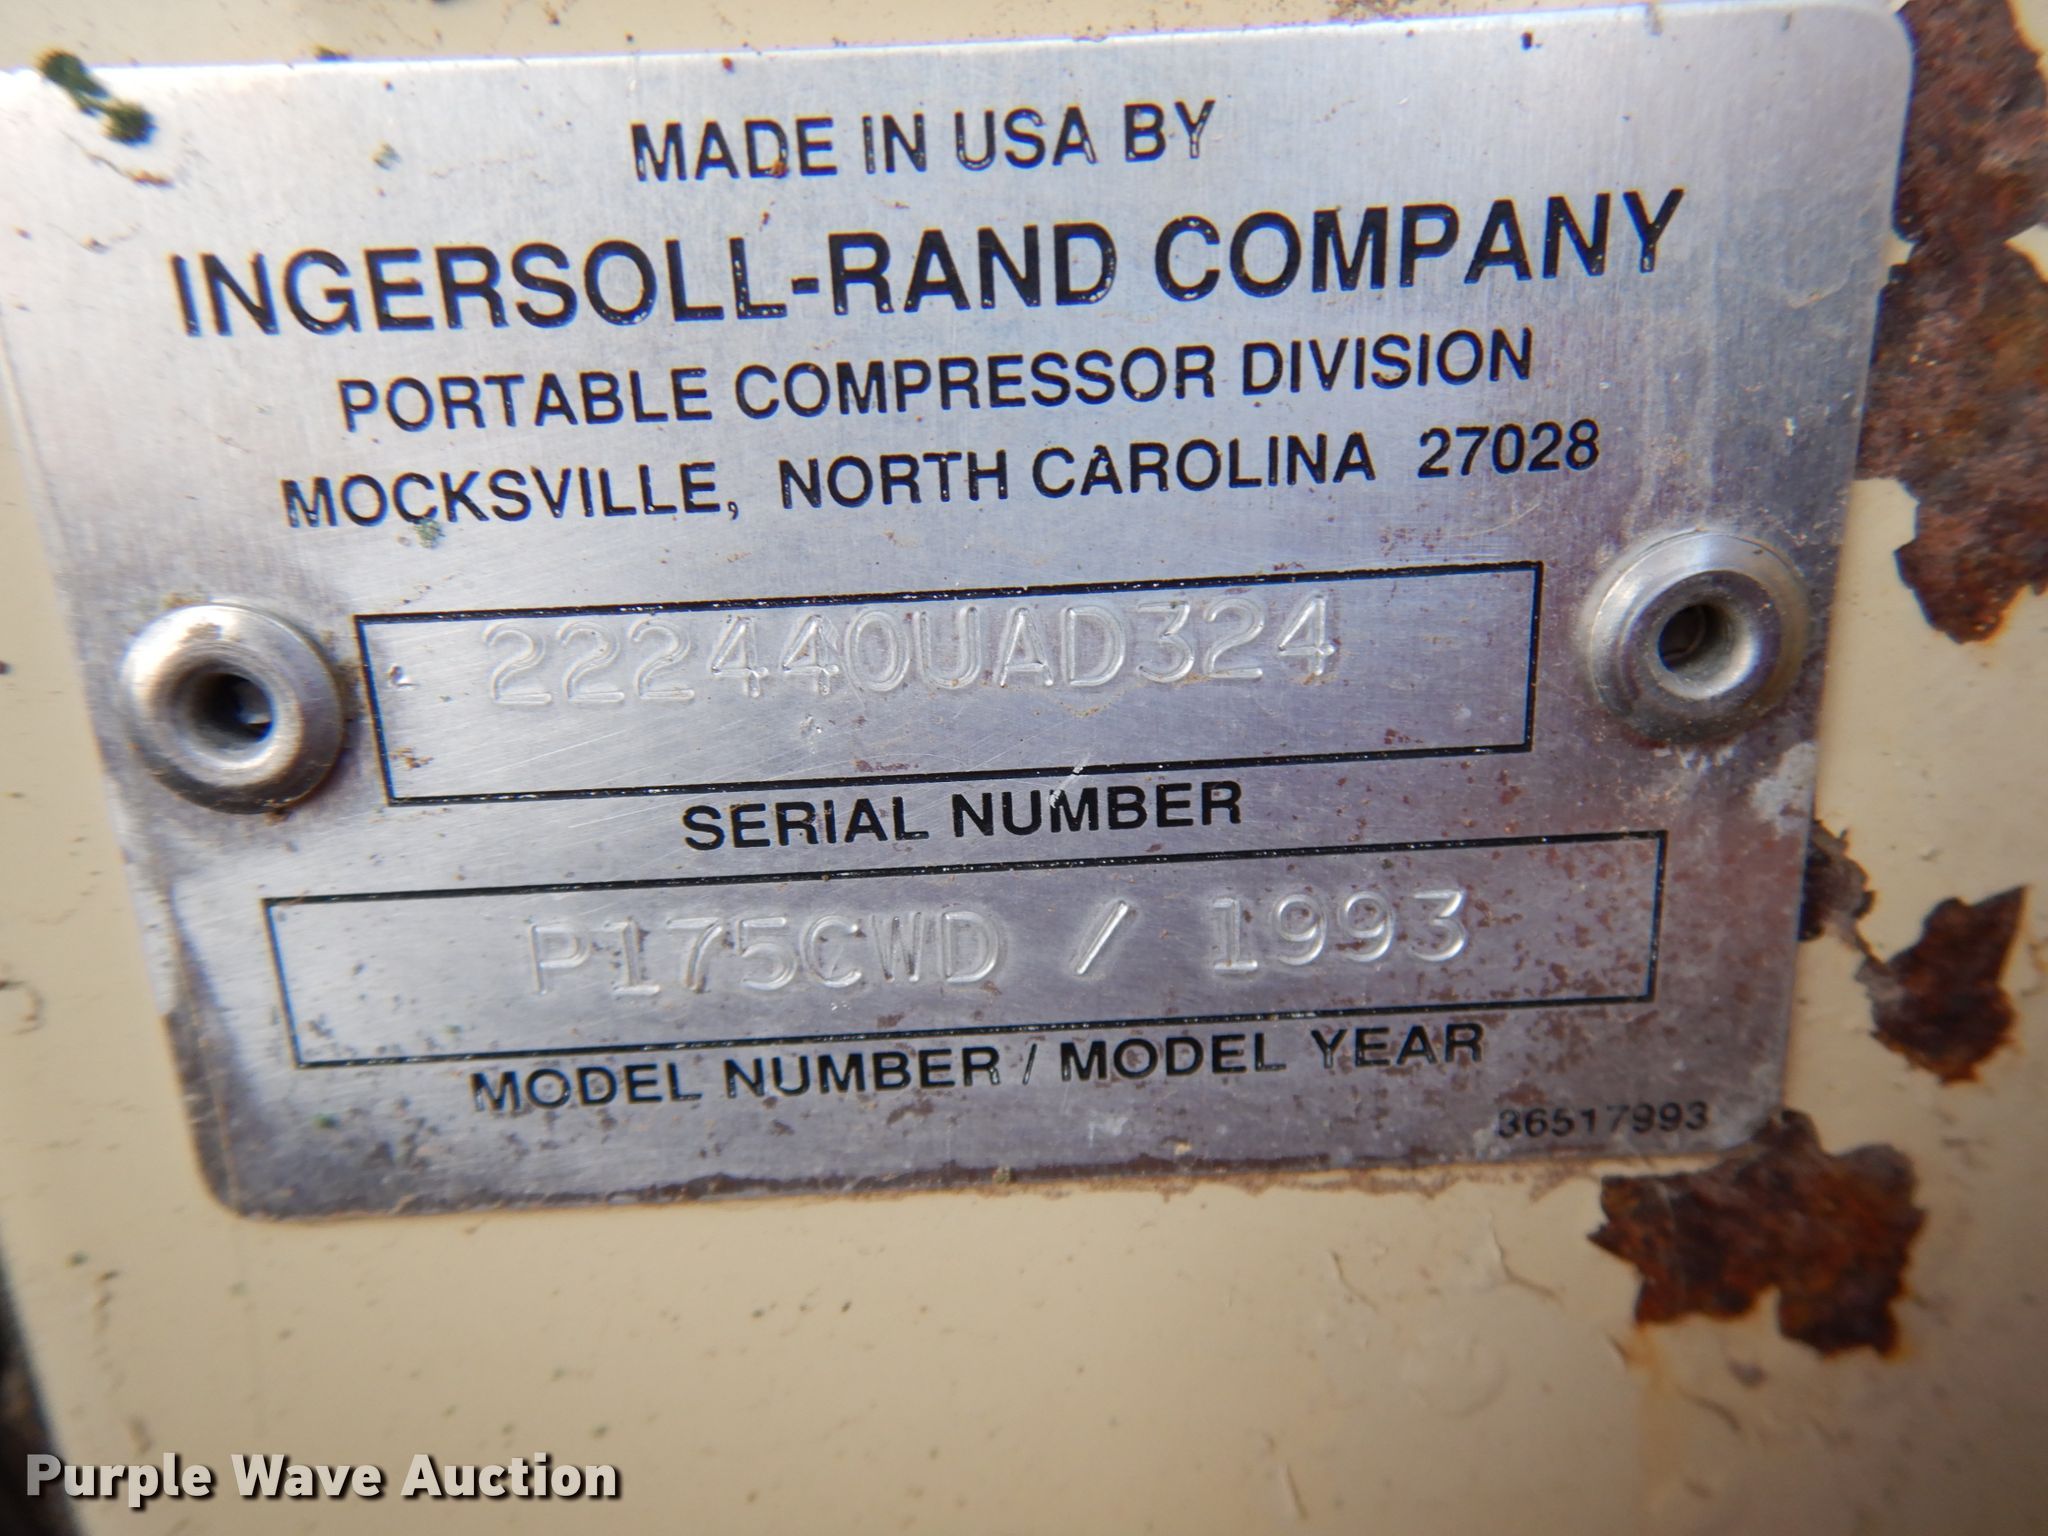 MADE IN USA BY
INGERSOLL-RAND COMPANY
PORTABLE COMPRESSOR DIVISION
MOCKSVILLE, NORTH CAROLINA 27028
222440UAD324
SERIAL NUMBER
P175CWD / 1993
MODEL NUMBER / MODEL YEAR
36517993
Purple Wave Auction